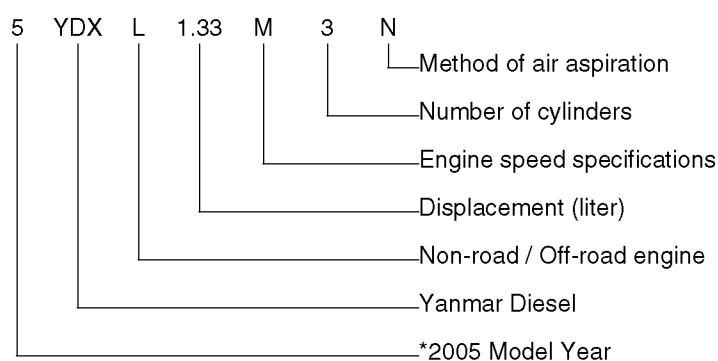 5 YDX L 1.33 M 3 N
Method of air aspiration
Number of cylinders
Engine speed specifications
Displacement (liter)
Non-road / Off-road engine
Yanmar Diesel
*2005 Model Year